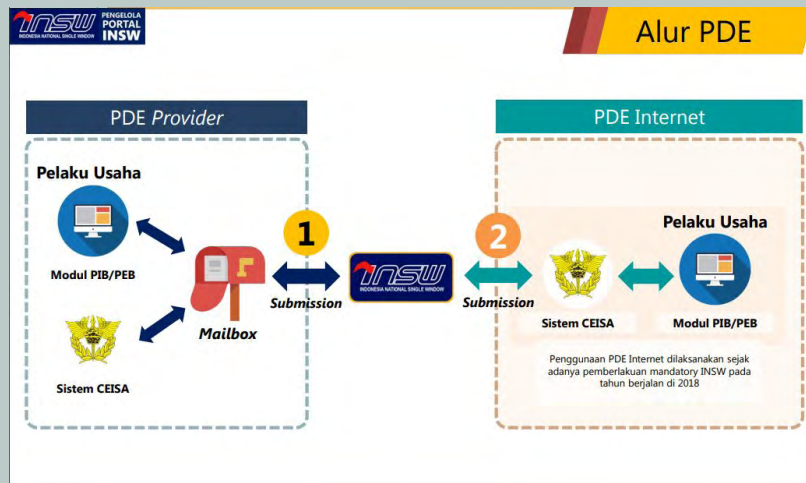 INSW
INDONESIA NATIONAL SINGLE WINDOW
PENGELOLA
PORTAL
INSW
Alur PDE
PDE Provider
Pelaku Usaha
Modul PIB/PEB
Sistem CEISA
Mailbox
1
Submission
INSW
INDONESIA NATIONAL SINGLE WINDOW
2
Submission
PDE Internet
Sistem CEISA
Pelaku Usaha
Modul PIB/PEB
Penggunaan PDE Internet dilaksanakan sejak
adanya pemberlakuan mandatory INSW pada
tahun berjalan di 2018